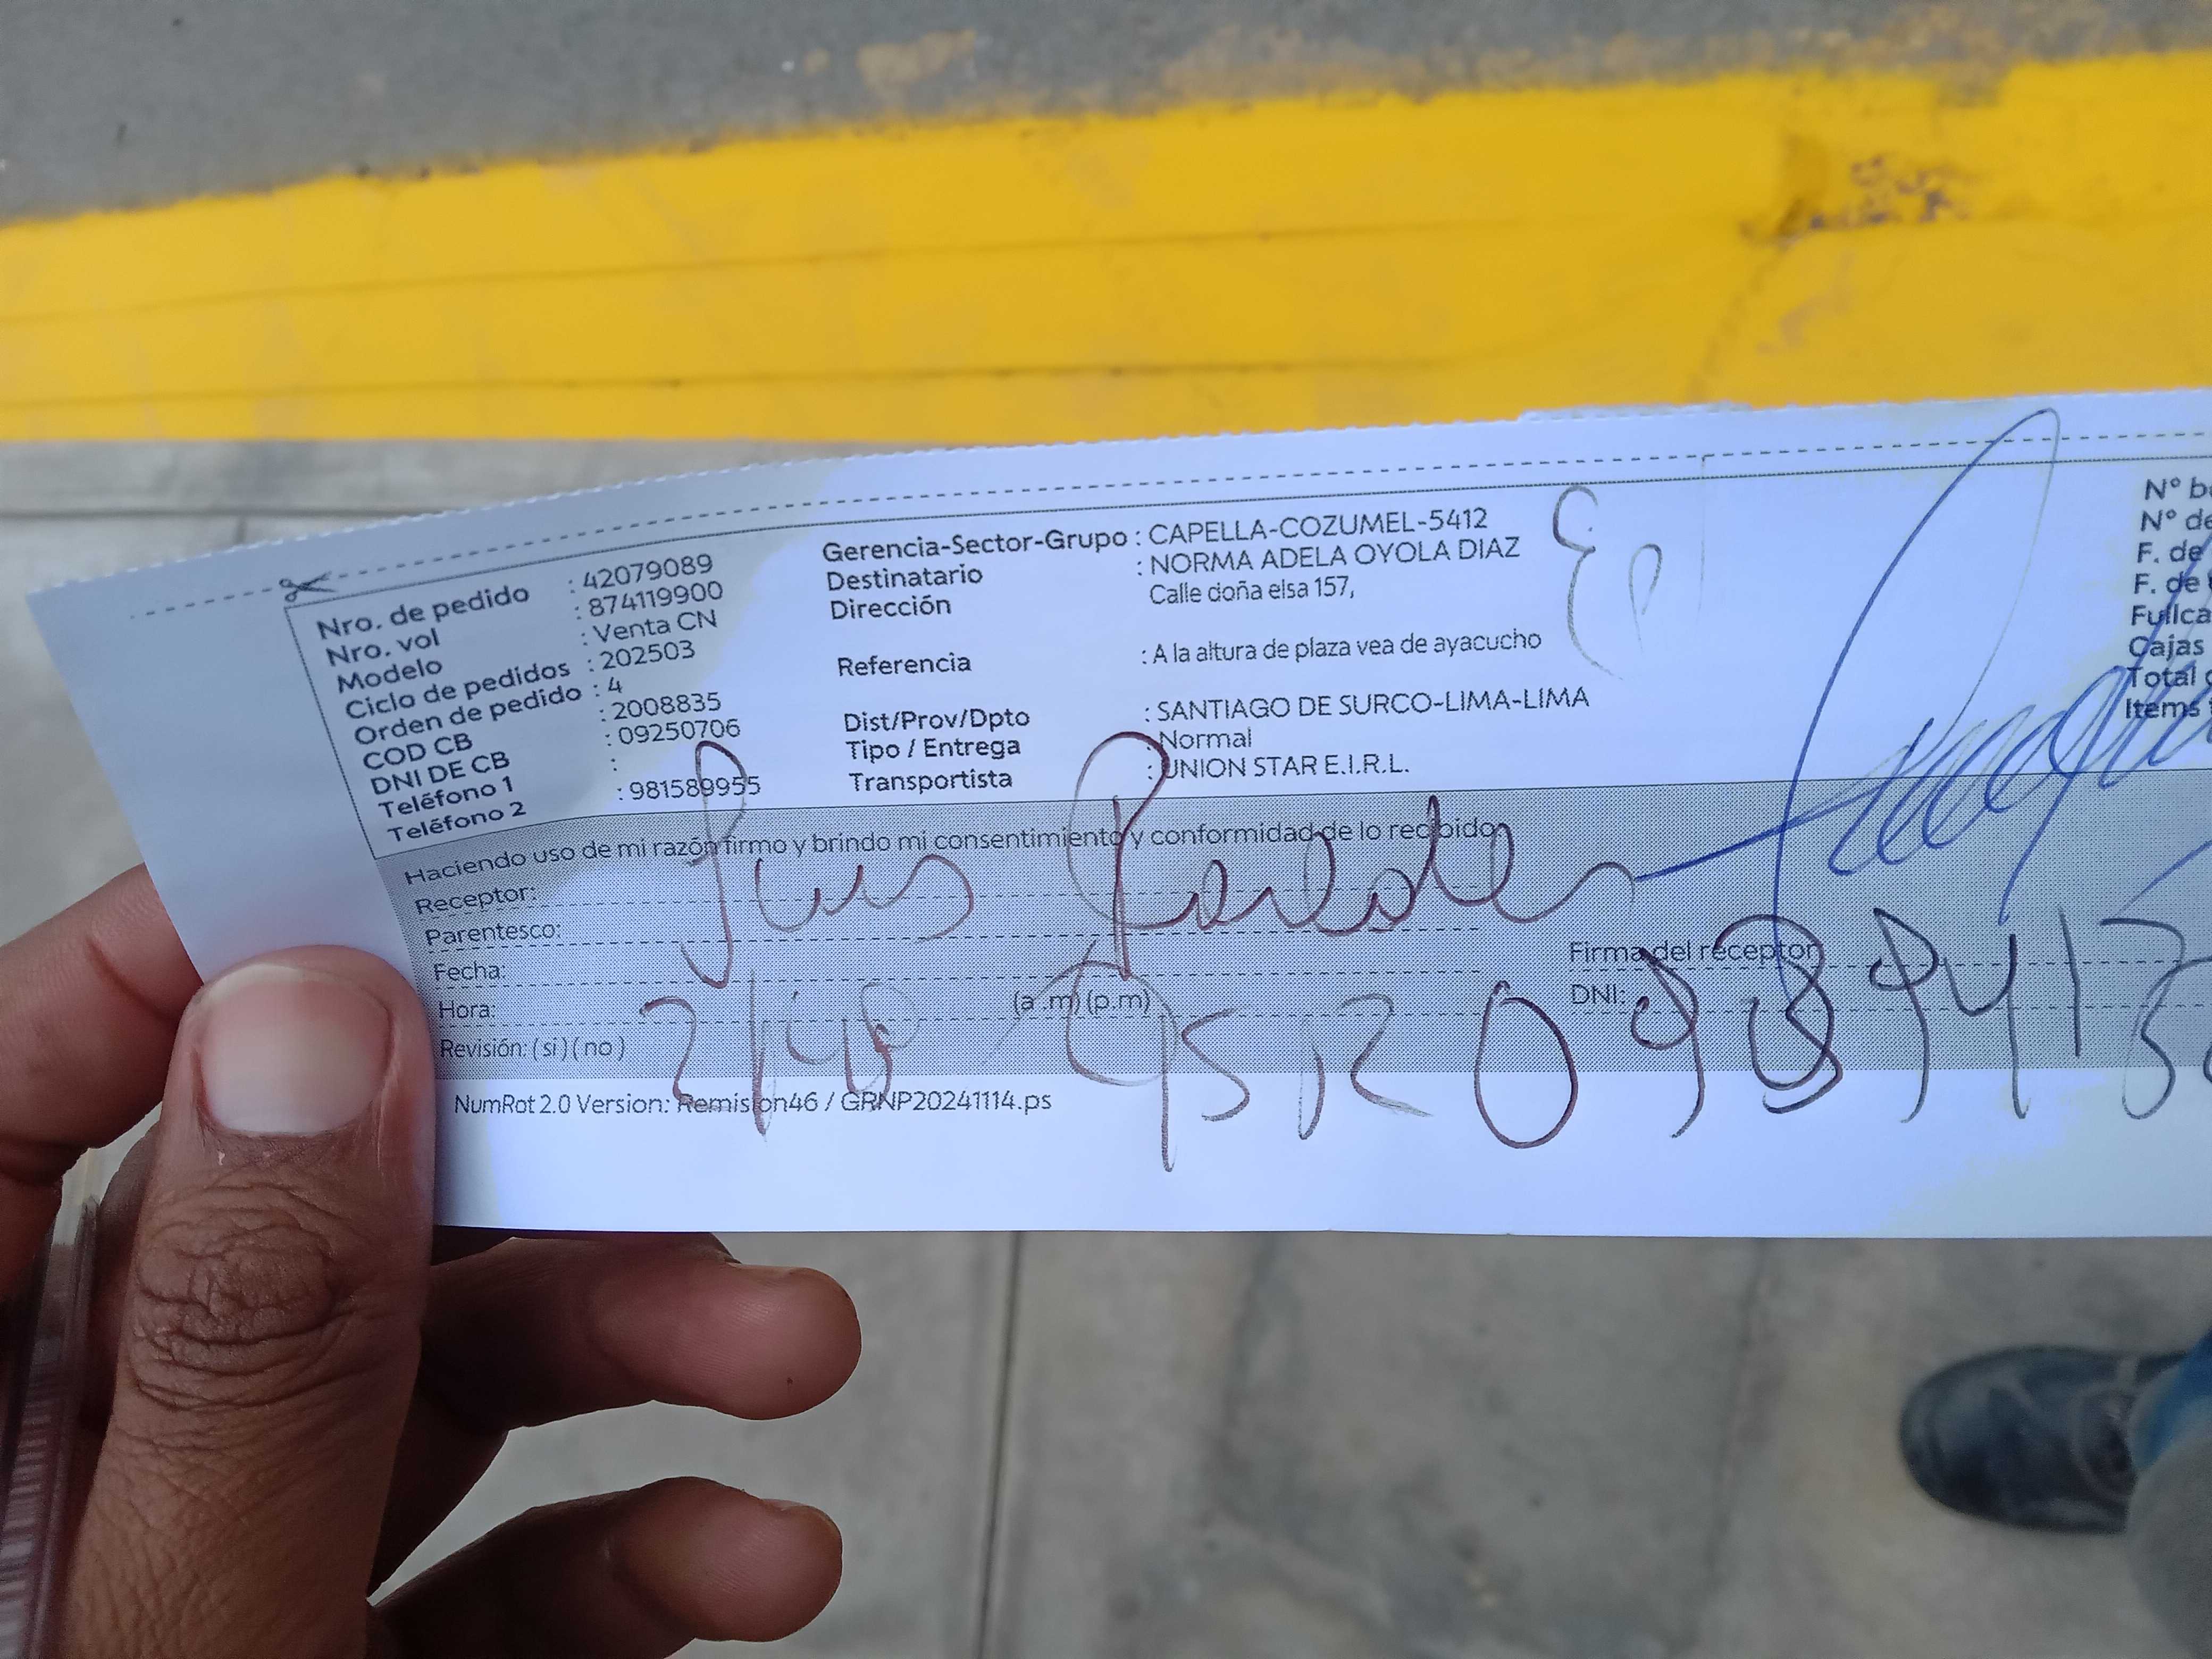 Nro. de pedido : 42079089
Nro. vol : 874119900
Modelo : Venta CN
Ciclo de pedidos : 202503
Orden de pedido : 4
COD CB : 2008835
DNI DE CB : 09250706
Teléfono 1 :
Teléfono 2 : 981589955
Gerencia-Sector-Grupo : CAPELLA-COZUMEL-5412
Destinatario : NORMA ADELA OYOLA DIAZ
Dirección Calle doña elsa 157,
Referencia : A la altura de plaza vea de ayacucho
Dist/Prov/Dpto : SANTIAGO DE SURCO-LIMA-LIMA
Tipo / Entrega : Normal
Transportista : UNION STAR E.I.R.L.
N° b
N° de
F. de
F. de
Fullca
Cajas
Total
Items
Haciendo uso de mi razón firmo y brindo mi consentimiento y conformidad de lo recibido
Receptor: Luis Paredes
Parentesco:
Fecha:
Hora: (a.m) (p.m)
Revisión: ( si ) ( no )
Firma del receptor
DNI:
NumRot 2.0 Version: Remision46 / GRNP20241114.ps